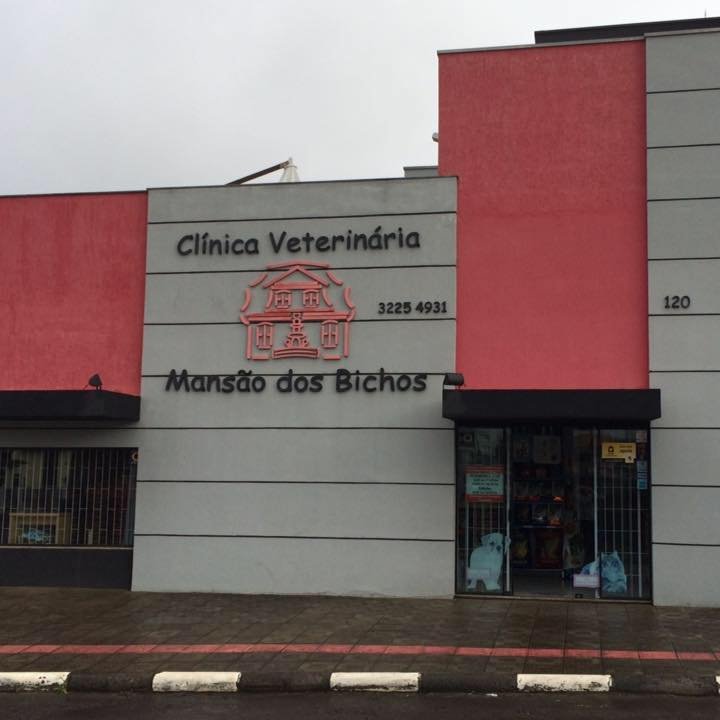 Clínica Veterinária
3225 4931
Mansão dos Bichos
120